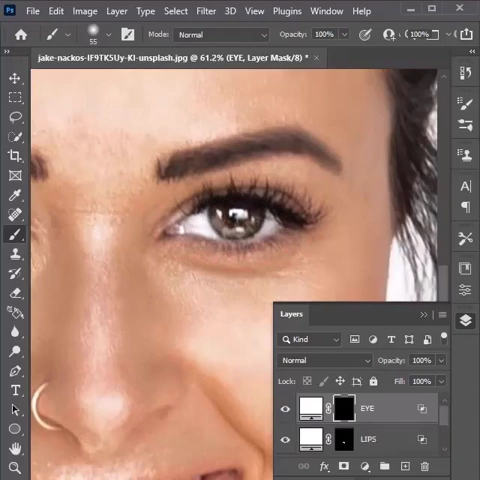 Ps File Edit Image Layer Type Select Filter 3D View Plugins Window Help
55 Mode: Normal Opacity: 100% 100%
jake-nackos-IF9TK5Uy-KI-unsplash.jpg @ 61.2% (EYE, Layer Mask/8) *
Layers
Kind
Normal Opacity: 100%
Lock: Fill: 100%
EYE
LIPS